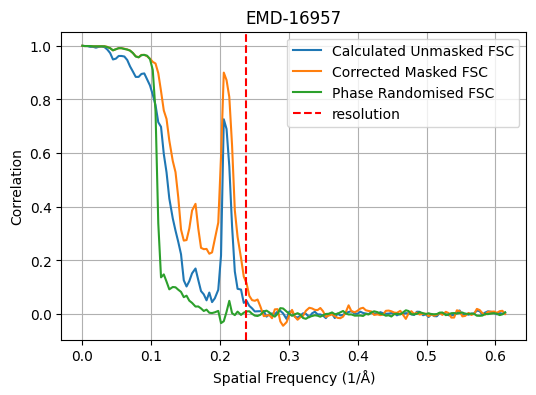 EMD-16957
Calculated Unmasked FSC
Corrected Masked FSC
Phase Randomised FSC
resolution
Correlation
1.0
0.8
0.6
0.4
0.2
0.0
0.0 0.1 0.2 0.3 0.4 0.5 0.6
Spatial Frequency (1/Å)